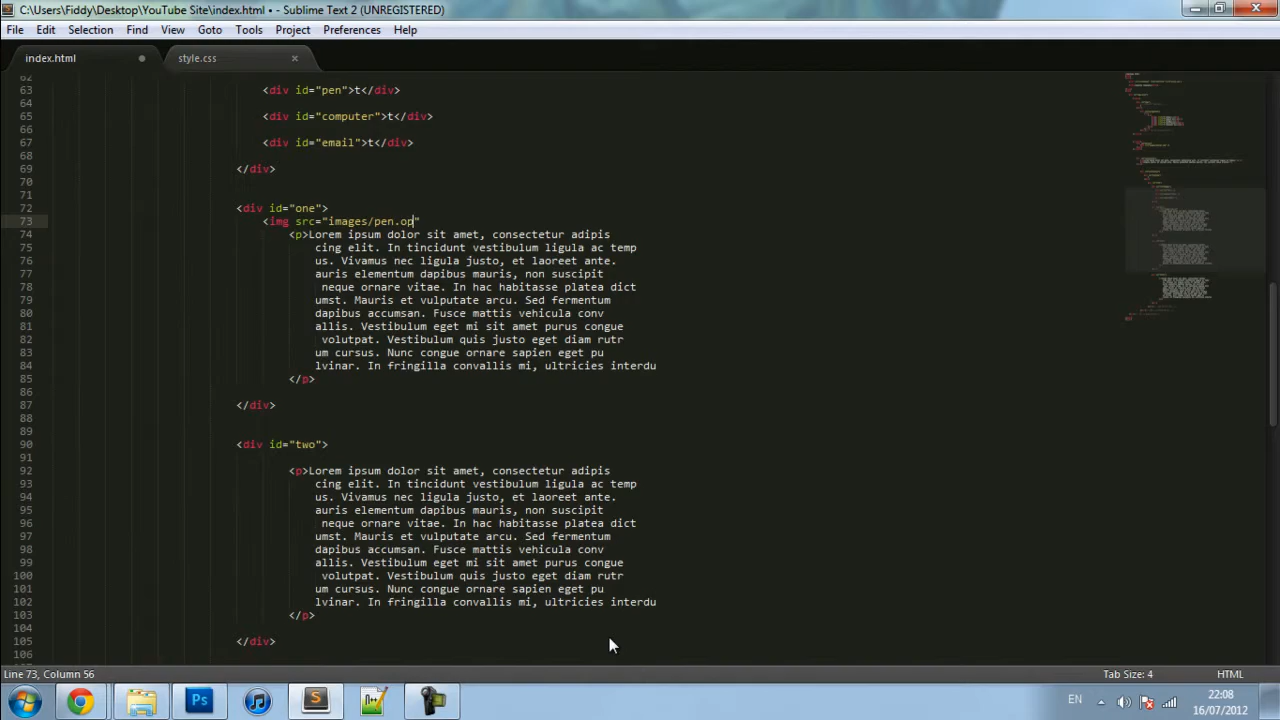 C:\Users\Fiddy\Desktop\YouTube Site\index.html • - Sublime Text 2 (UNREGISTERED)
File Edit Selection Find View Goto Tools Project Preferences Help
index.html style.css
62
63 <div id="pen">t</div>
64
65 <div id="computer">t</div>
66
67 <div id="email">t</div>
68
69 </div>
70
71
72 <div id="one">
73 <img src="images/pen.op"
74 <p>Lorem ipsum dolor sit amet, consectetur adipis
75 cing elit. In tincidunt vestibulum ligula ac temp
76 us. Vivamus nec ligula justo, et laoreet ante.
77 auris elementum dapibus mauris, non suscipit
78 neque ornare vitae. In hac habitasse platea dict
79 umst. Mauris et vulputate arcu. Sed fermentum
80 dapibus accumsan. Fusce mattis vehicula conv
81 allis. Vestibulum eget mi sit amet purus congue
82 volutpat. Vestibulum quis justo eget diam rutr
83 um cursus. Nunc congue ornare sapien eget pu
84 lvinar. In fringilla convallis mi, ultricies interdu
85 </p>
86
87 </div>
88
89
90 <div id="two">
91
92 <p>Lorem ipsum dolor sit amet, consectetur adipis
93 cing elit. In tincidunt vestibulum ligula ac temp
94 us. Vivamus nec ligula justo, et laoreet ante.
95 auris elementum dapibus mauris, non suscipit
96 neque ornare vitae. In hac habitasse platea dict
97 umst. Mauris et vulputate arcu. Sed fermentum
98 dapibus accumsan. Fusce mattis vehicula conv
99 allis. Vestibulum eget mi sit amet purus congue
100 volutpat. Vestibulum quis justo eget diam rutr
101 um cursus. Nunc congue ornare sapien eget pu
102 lvinar. In fringilla convallis mi, ultricies interdu
103 </p>
104
105 </div>
106
Line 73, Column 56 Tab Size: 4 HTML
Ps S EN 22:08
16/07/2012